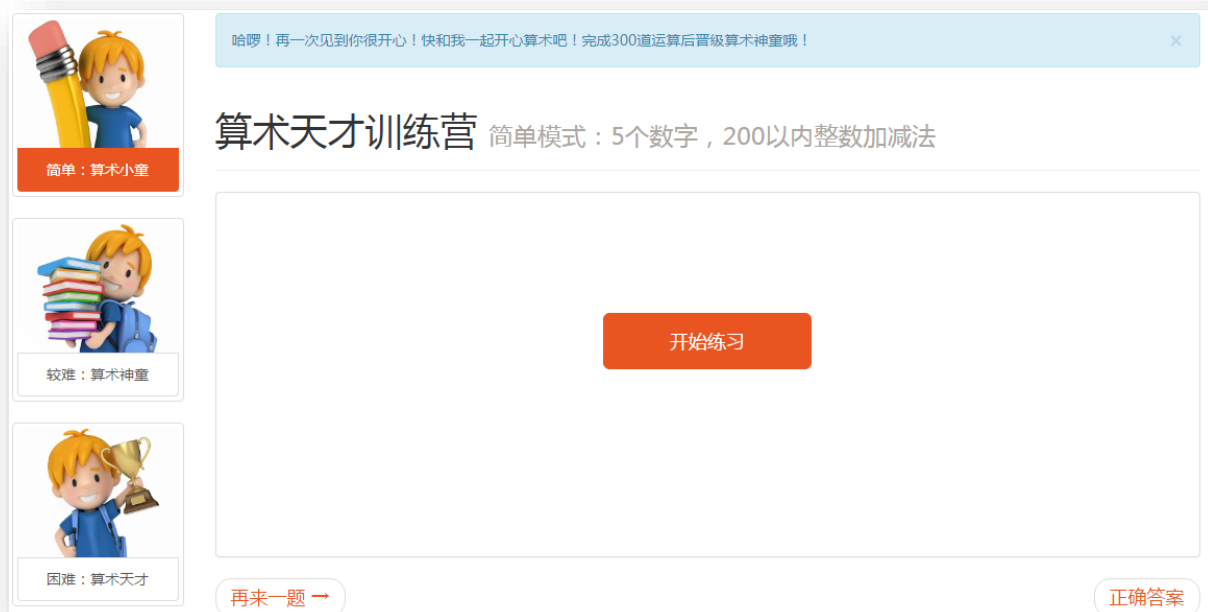 哈啰！再一次见到你很开心！快和我一起开心算术吧！完成300道运算后晋级算术神童哦！
×
算术天才训练营 简单模式：5个数字，200以内整数加减法
简单：算术小童
开始练习
较难：算术神童
困难：算术天才
再来一题 →
正确答案